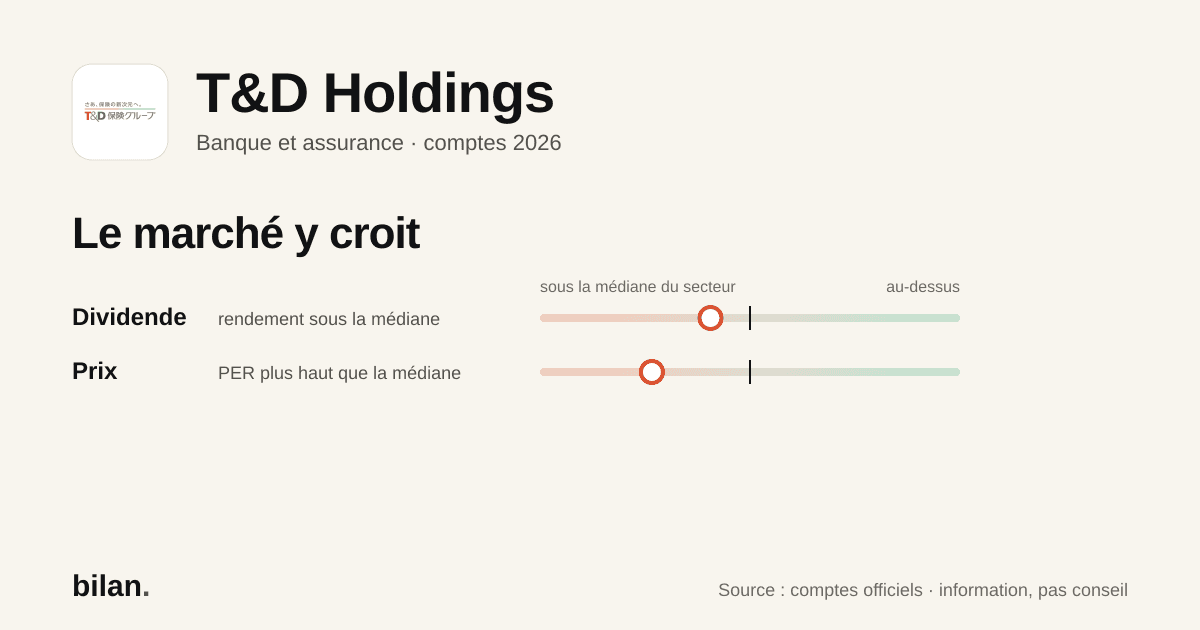 さあ、保険の新次元へ。
T&D 保険グループ
T&D Holdings
Banque et assurance · comptes 2026
Le marché y croit
sous la médiane du secteur au-dessus
Dividende rendement sous la médiane
Prix PER plus haut que la médiane
bilan.
Source : comptes officiels · information, pas conseil